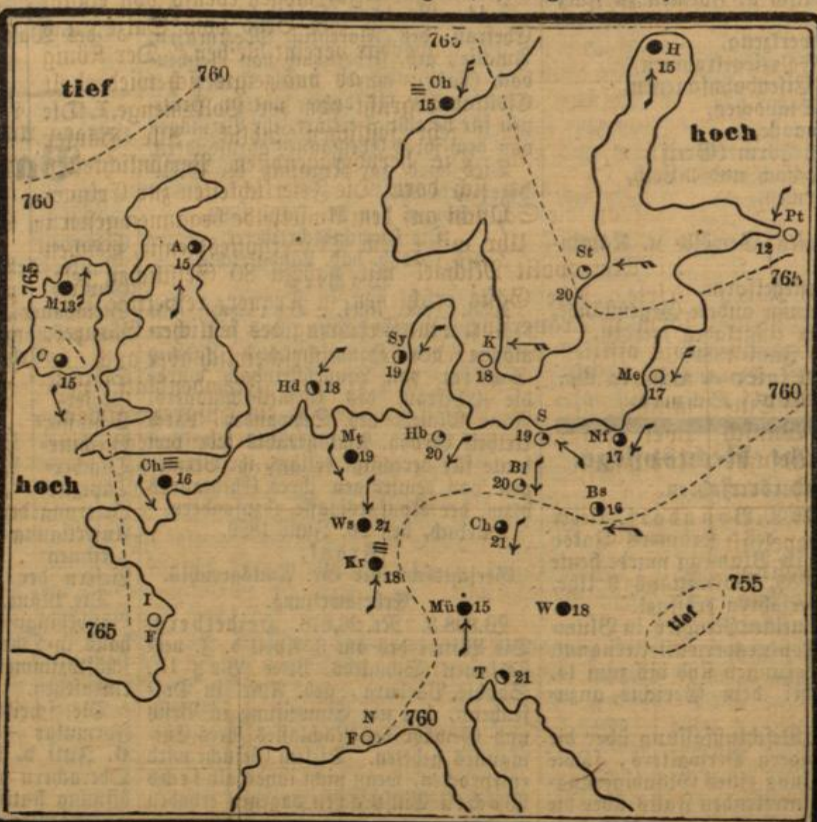 765
H
15
tief
760
Ch
15
hoch
760
Pt
12
A
15
St
20
765
765
M 13
C
15
Sy
19
K
18
Me
17
760
Hd 18
Hb
20
S
19
Nf
17
Mt
19
Ch
16
hoch
Bl
20
Bs
16
Ws 21
Ch
21
Kr
18
755
tief
Mü 15
W 18
765
I
F
T 21
N
F
760